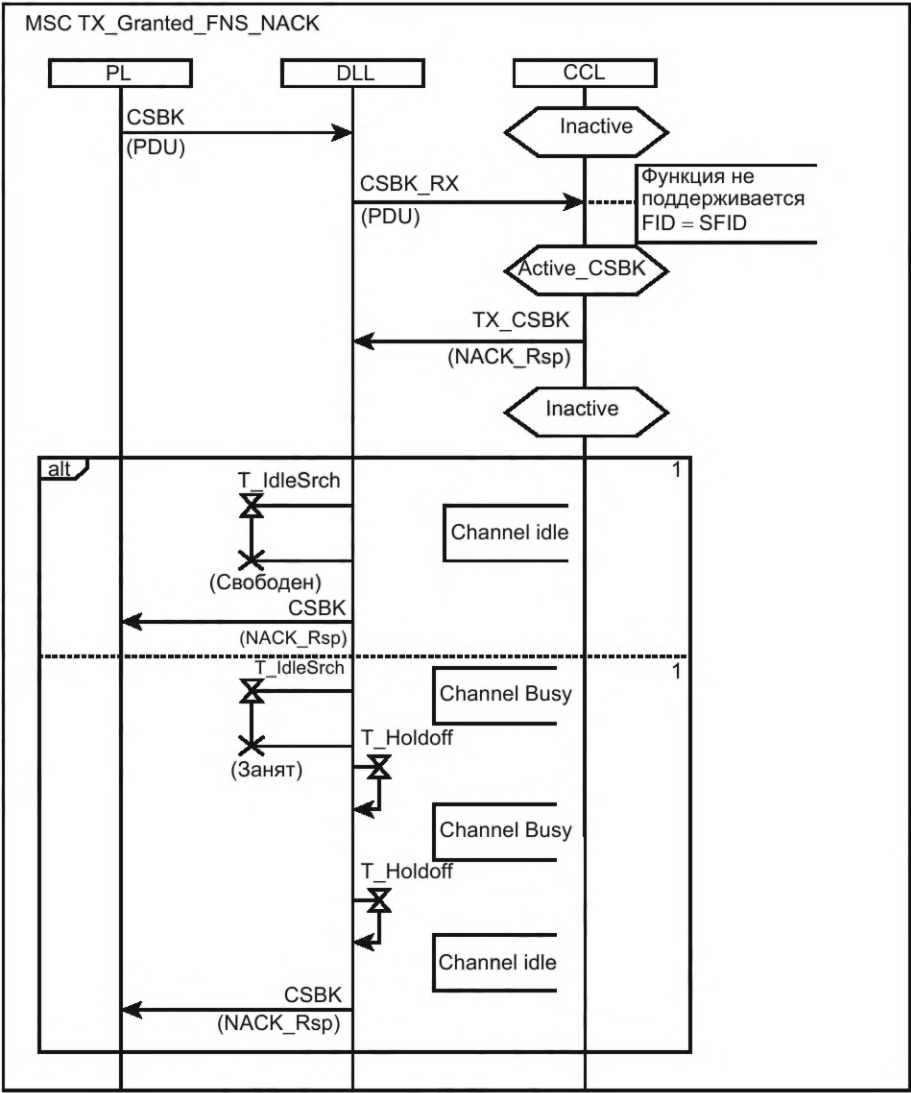 MSC TX_Granted_FNS_NACK
PL
DLL
CCL
CSBK
(PDU)
Inactive
CSBK_RX
(PDU)
Функция не
поддерживается
FID = SFID
Active_CSBK
TX_CSBK
(NACK_Rsp)
Inactive
alt
1
T_IdleSrch
Channel idle
(Свободен)
CSBK
(NACK_Rsp)
T_IdleSrch
1
Channel Busy
T_Holdoff
(Занят)
Channel Busy
T_Holdoff
Channel idle
CSBK
(NACK_Rsp)